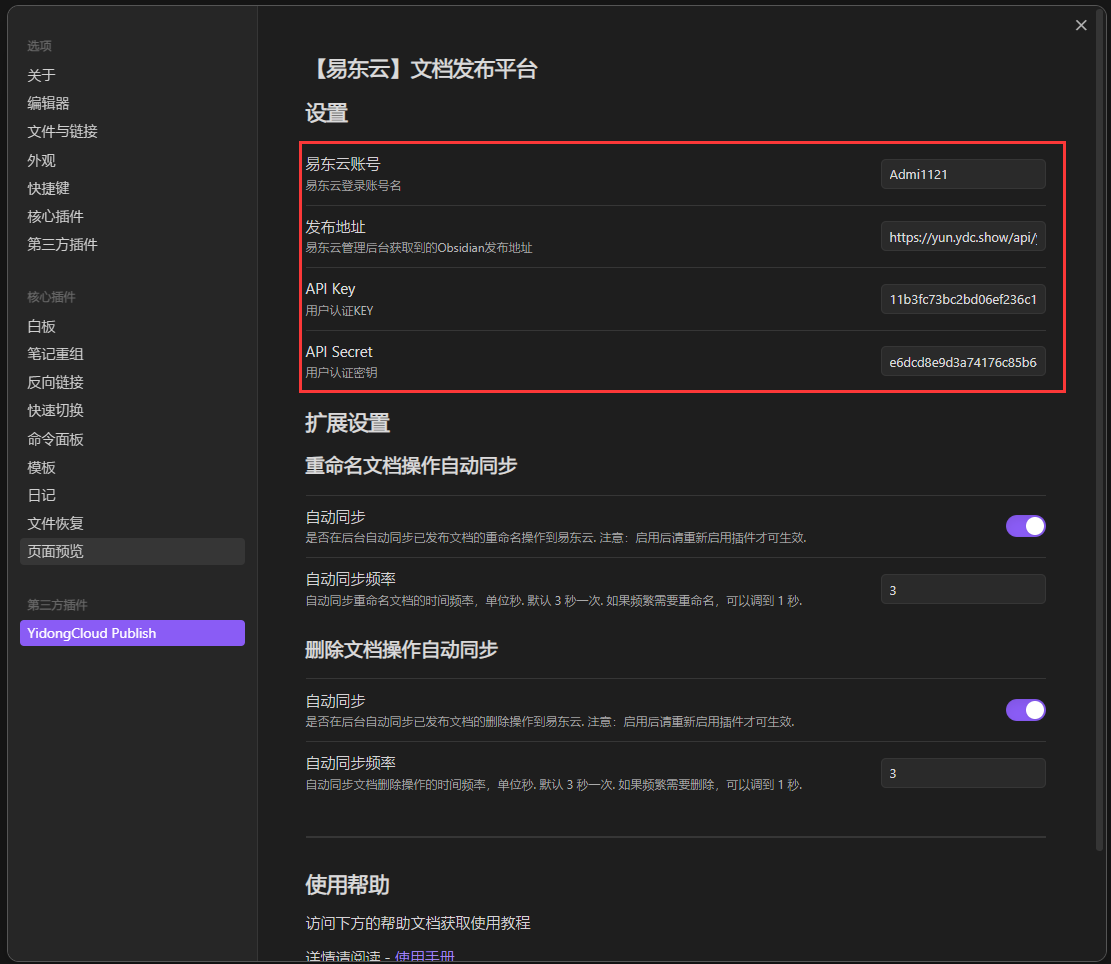 选项
关于
编辑器
文件与链接
外观
快捷键
核心插件
第三方插件
核心插件
白板
笔记重组
反向链接
快速切换
命令面板
模板
日记
文件恢复
页面预览
第三方插件
YidongCloud Publish
【易东云】文档发布平台
设置
易东云账号
易东云登录账号名
Admi1121
发布地址
易东云管理后台获取到的Obsidian发布地址
https://yun.ydc.show/api/
API Key
用户认证KEY
11b3fc73bc2bd06ef236c1
API Secret
用户认证密钥
e6dcd8e9d3a74176c85b6
扩展设置
重命名文档操作自动同步
自动同步
是否在后台自动同步已发布文档的重命名操作到易东云. 注意：启用后请重新启用插件才可生效.
自动同步频率
自动同步重命名文档的时间频率，单位秒. 默认 3 秒一次. 如果频繁需要重命名，可以调到 1 秒.
3
删除文档操作自动同步
自动同步
是否在后台自动同步已发布文档的删除操作到易东云. 注意：启用后请重新启用插件才可生效.
自动同步频率
自动同步文档删除操作的时间频率，单位秒. 默认 3 秒一次. 如果频繁需要删除，可以调到 1 秒.
3
使用帮助
访问下方的帮助文档获取使用教程
详情请阅读 - 使用手册